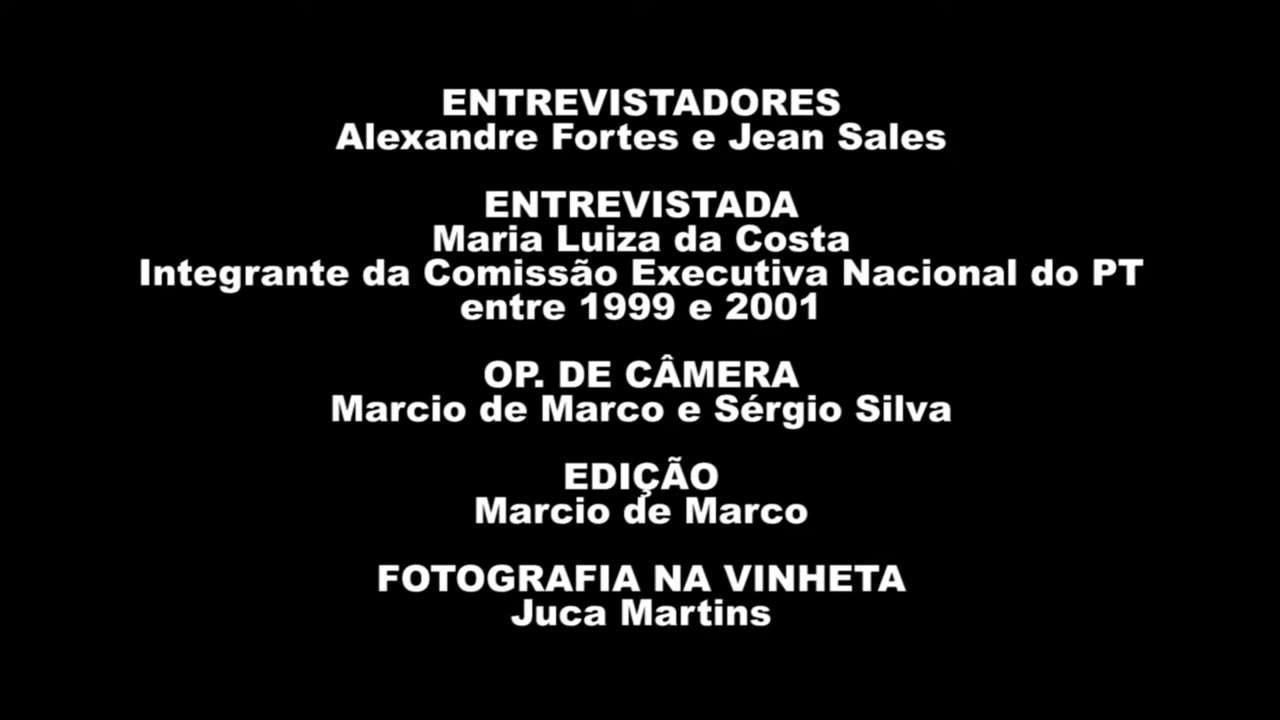 ENTREVISTADORES
Alexandre Fortes e Jean Sales
ENTREVISTADA
Maria Luiza da Costa
Integrante da Comissão Executiva Nacional do PT
entre 1999 e 2001
OP. DE CÂMERA
Marcio de Marco e Sérgio Silva
EDIÇÃO
Marcio de Marco
FOTOGRAFIA NA VINHETA
Juca Martins